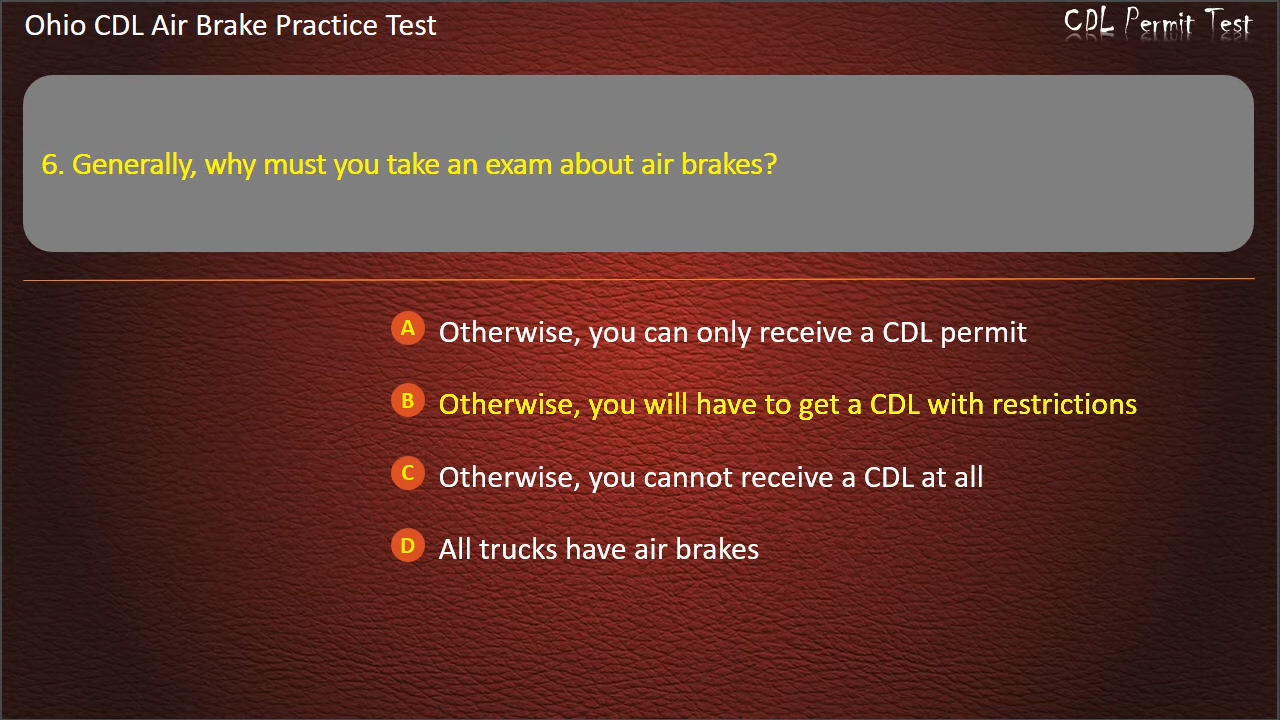 Ohio CDL Air Brake Practice Test
CDL Permit Test
6. Generally, why must you take an exam about air brakes?
A Otherwise, you can only receive a CDL permit
B Otherwise, you will have to get a CDL with restrictions
C Otherwise, you cannot receive a CDL at all
D All trucks have air brakes